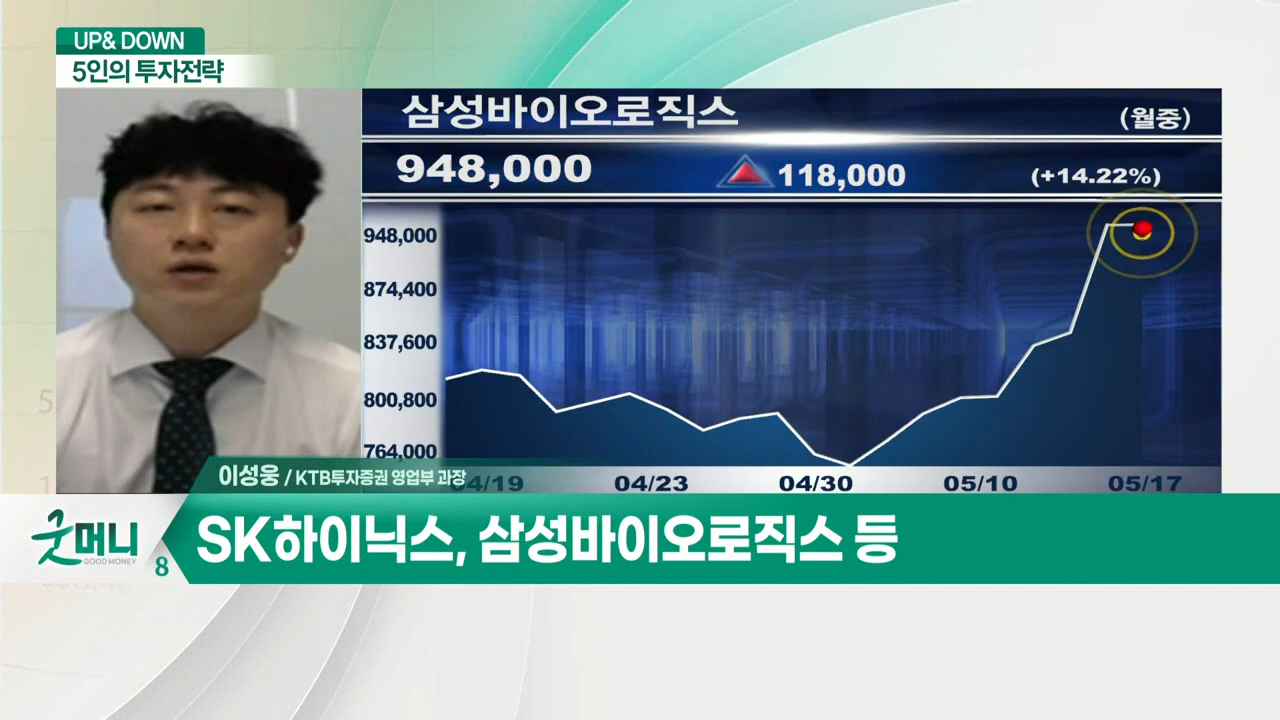 UP& DOWN
5인의 투자전략
삼성바이오로직스
(월중)
948,000
118,000
(+14.22%)
948,000
874,400
837,600
800,800
764,000
04/19
04/23
04/30
05/10
05/17
이성웅 / KTB투자증권 영업부 과장
굿머니
GOOD MONEY
8
SK하이닉스, 삼성바이오로직스 등